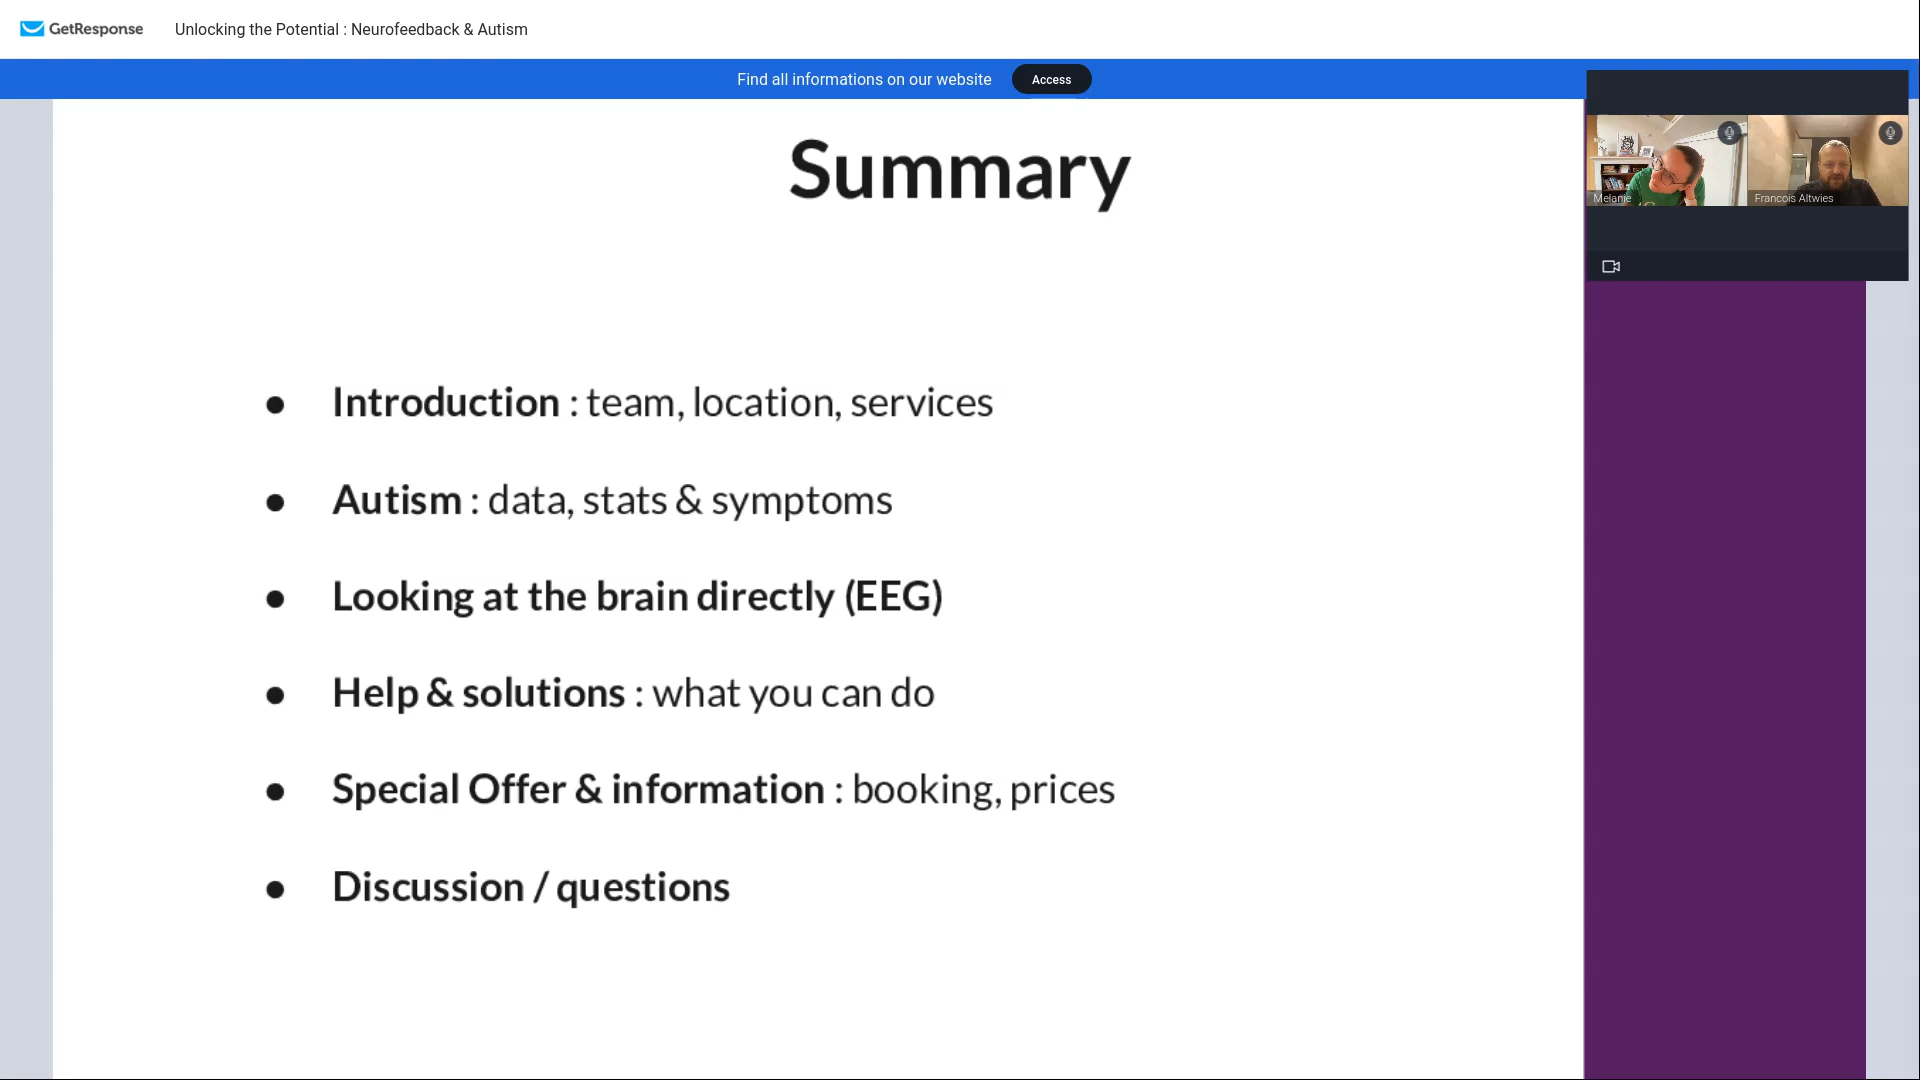 GetResponse
Unlocking the Potential : Neurofeedback & Autism
Find all informations on our website
Access
Melanie
Francois Altwies
Summary
● Introduction : team, location, services
● Autism : data, stats & symptoms
● Looking at the brain directly (EEG)
● Help & solutions : what you can do
● Special Offer & information : booking, prices
● Discussion / questions